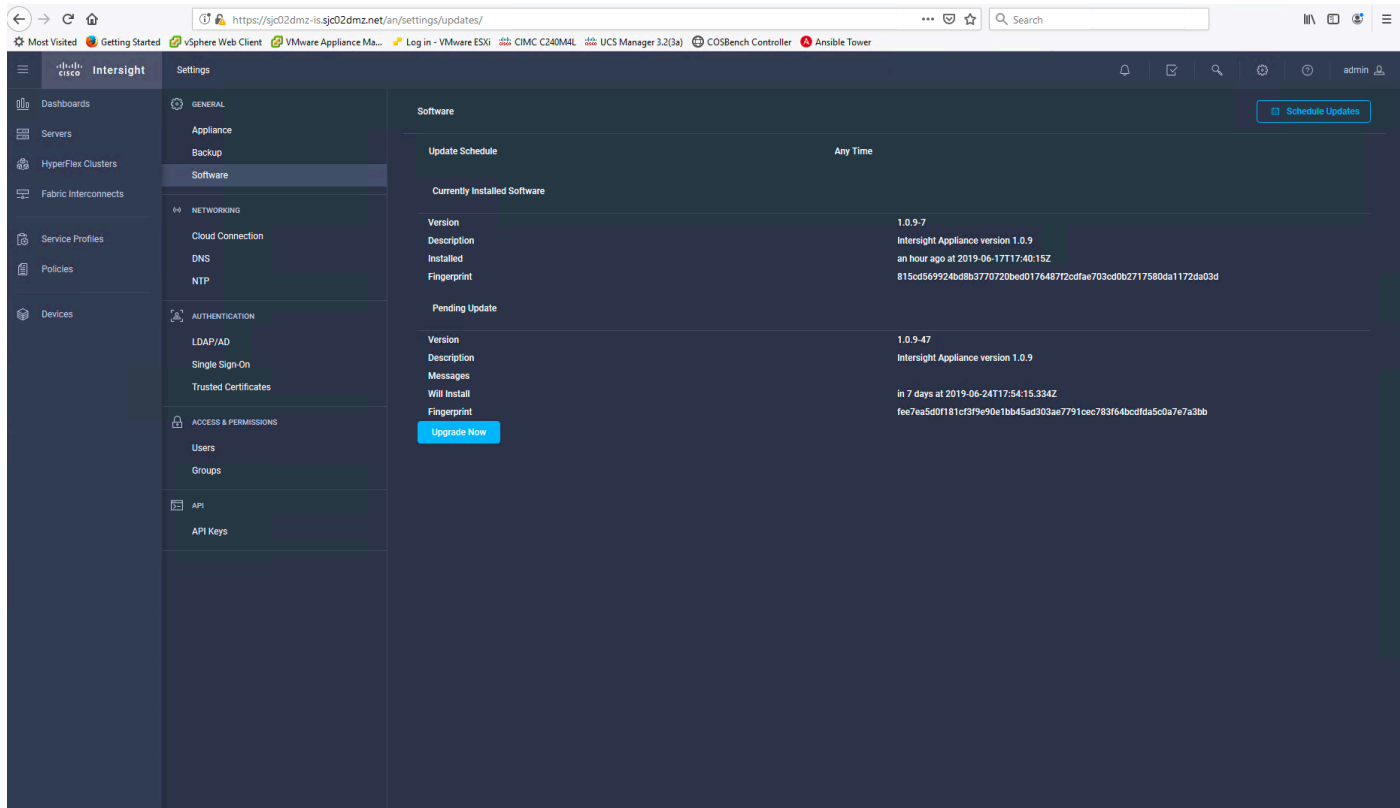 https://sjc02dmz-is.sjc02dmz.net/an/settings/updates/
Search
Most Visited Getting Started vSphere Web Client VMware Appliance Ma... Log in - VMware ESXi CIMC C240M4L UCS Manager 3.2(3a) COSBench Controller Ansible Tower
cisco Intersight
Settings
admin
Dashboards
Servers
HyperFlex Clusters
Fabric Interconnects
Service Profiles
Policies
Devices
GENERAL
Appliance
Backup
Software
NETWORKING
Cloud Connection
DNS
NTP
AUTHENTICATION
LDAP/AD
Single Sign-On
Trusted Certificates
ACCESS & PERMISSIONS
Users
Groups
API
API Keys
Software
Schedule Updates
Update Schedule Any Time
Currently Installed Software
Version 1.0.9-7
Description Intersight Appliance version 1.0.9
Installed an hour ago at 2019-06-17T17:40:15Z
Fingerprint 815cd569924bd8b3770720bed0176487f2cdfae703cd0b2717580da1172da03d
Pending Update
Version 1.0.9-47
Description Intersight Appliance version 1.0.9
Messages
Will Install in 7 days at 2019-06-24T17:54:15.334Z
Fingerprint fee7ea5d0f181cf3f9e90e1bb45ad303ae7791cec783f64bcdfda5c0a7e7a3bb
Upgrade Now